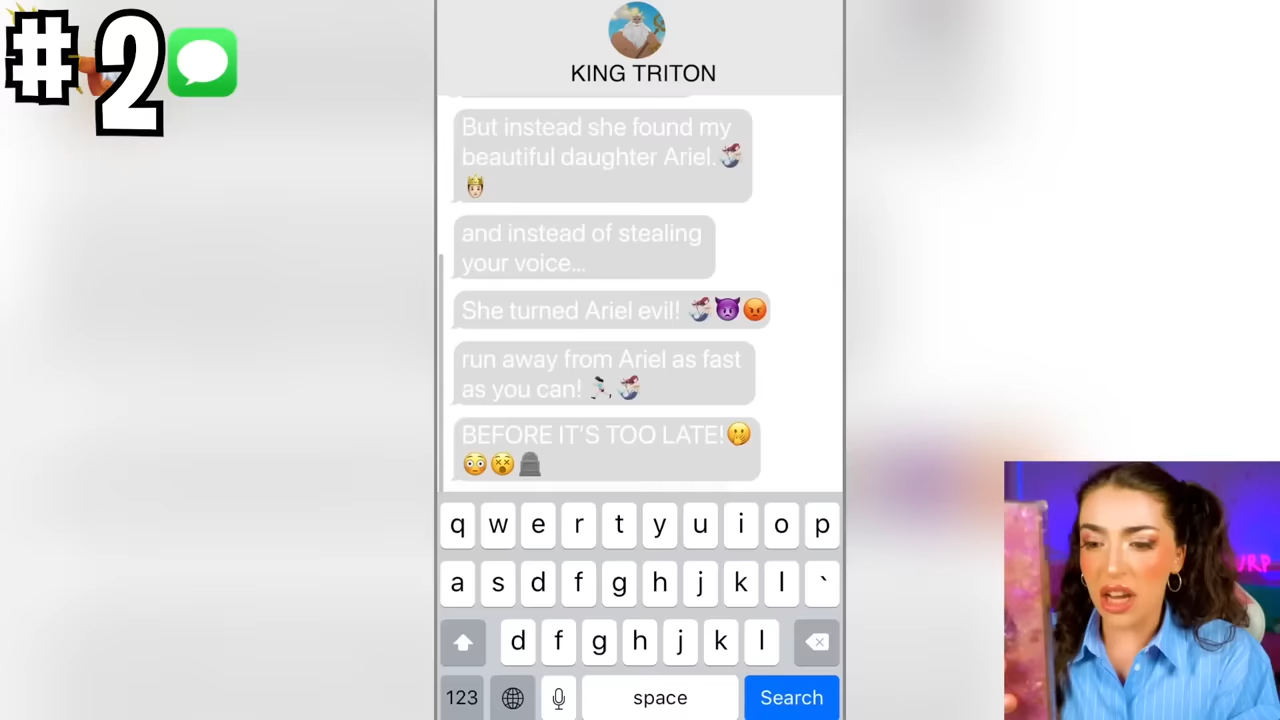 #2
KING TRITON
But instead she found my
beautiful daughter Ariel.🧜🏻‍♀️
🤴🏻
and instead of stealing
your voice...
She turned Ariel evil! 🧜🏻‍♀️👿😡
run away from Ariel as fast
as you can! 🏃🏻‍♀️🧜🏻‍♀️
BEFORE IT'S TOO LATE!🫢
😳😵🪦
q w e r t y u i o p
a s d f g h j k l `
d f g h j k l
123 space Search